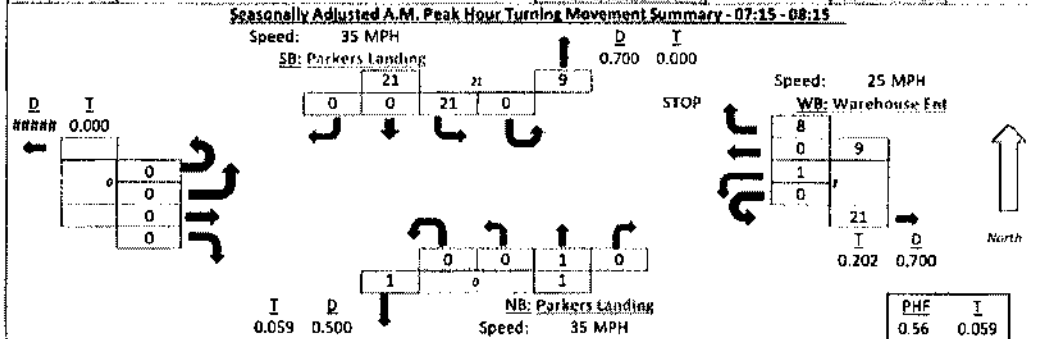 Seasonally Adjusted A.M. Peak Hour Turning Movement Summary - 07:15 - 08:15
Speed: 35 MPH
D T
0.700 0.000
SB: Parkers Landing
21 21 9
0 0 21 0
Speed: 25 MPH
STOP
WB: Warehouse Ent
8
0 9
1
0
21
T D
0.202 0.700
North
D T
##### 0.000
0
0 0
0
0
0 0 1 0
1 0 1
NB: Parkers Landing
T D
0.059 0.500
Speed: 35 MPH
PHF T
0.56 0.059